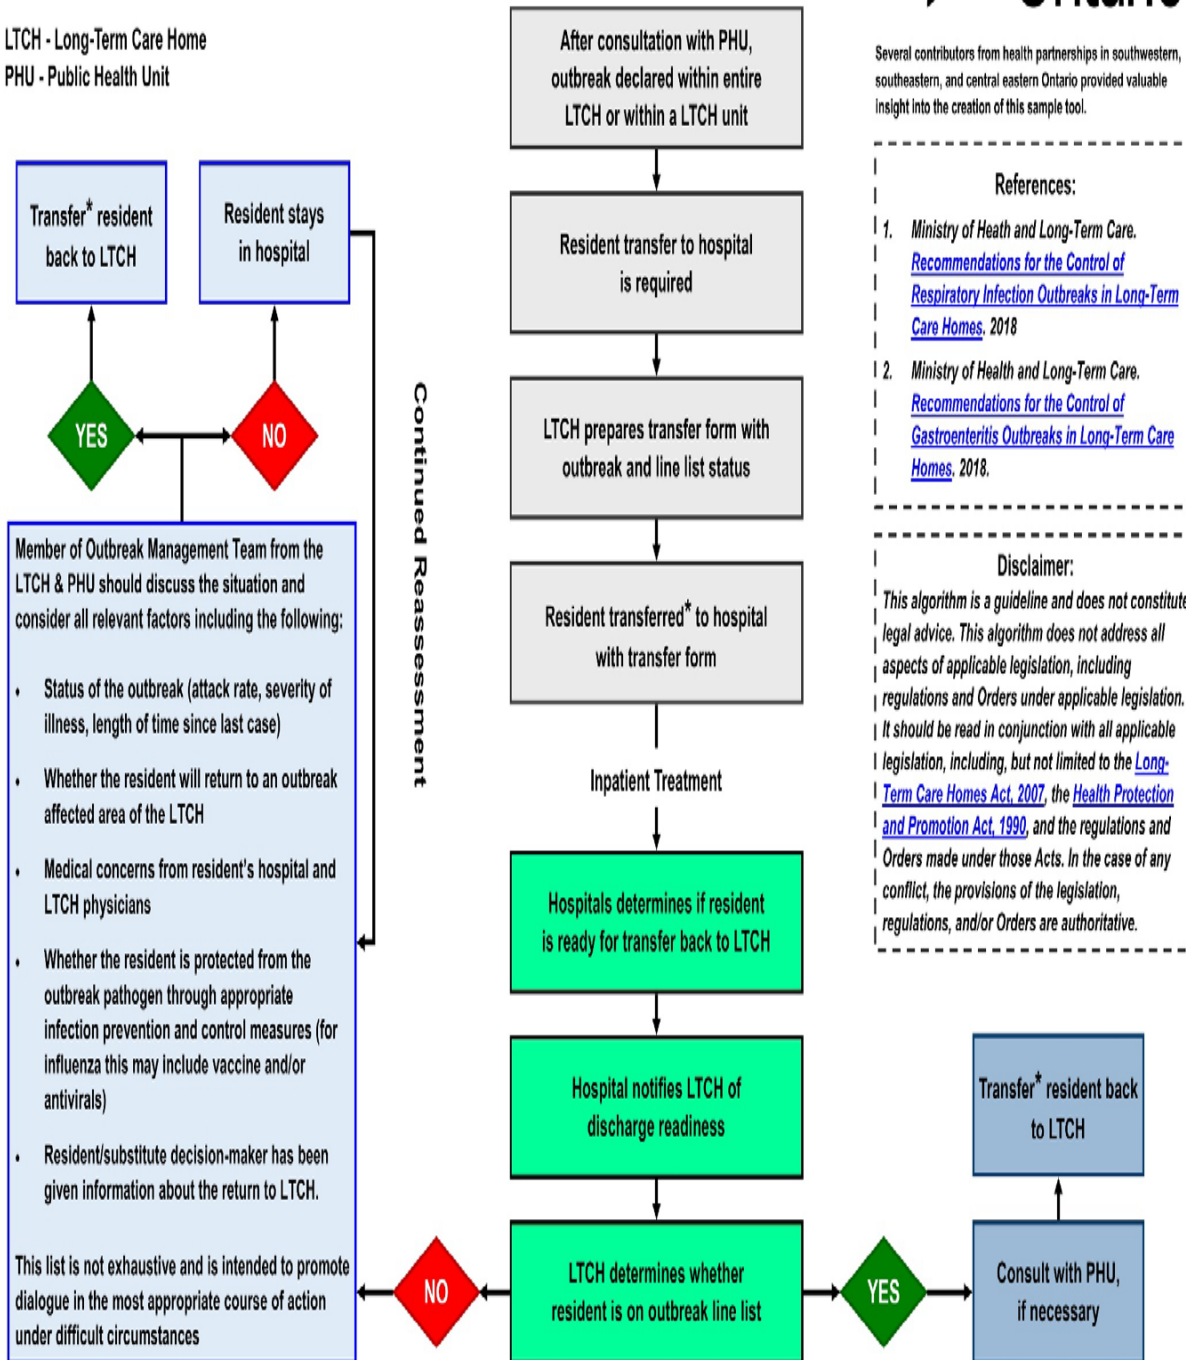 Ontario
LTCH - Long-Term Care Home
PHU - Public Health Unit
Several contributors from health partnerships in southwestern,
southeastern, and central eastern Ontario provided valuable
insight into the creation of this sample tool.
After consultation with PHU,
outbreak declared within entire
LTCH or within a LTCH unit
Resident transfer to hospital
is required
LTCH prepares transfer form with
outbreak and line list status
Resident transferred* to hospital
with transfer form
Inpatient Treatment
Hospitals determines if resident
is ready for transfer back to LTCH
Hospital notifies LTCH of
discharge readiness
LTCH determines whether
resident is on outbreak line list
YES
Consult with PHU,
if necessary
Transfer* resident back
to LTCH
NO
Member of Outbreak Management Team from the
LTCH & PHU should discuss the situation and
consider all relevant factors including the following:
• Status of the outbreak (attack rate, severity of
illness, length of time since last case)
• Whether the resident will return to an outbreak
affected area of the LTCH
• Medical concerns from resident's hospital and
LTCH physicians
• Whether the resident is protected from the
outbreak pathogen through appropriate
infection prevention and control measures (for
influenza this may include vaccine and/or
antivirals)
• Resident/substitute decision-maker has been
given information about the return to LTCH.
This list is not exhaustive and is intended to promote
dialogue in the most appropriate course of action
under difficult circumstances
YES
NO
Transfer* resident
back to LTCH
Resident stays
in hospital
Continued Reassessment
References:
1. Ministry of Heath and Long-Term Care.
Recommendations for the Control of
Respiratory Infection Outbreaks in Long-Term
Care Homes. 2018
2. Ministry of Health and Long-Term Care.
Recommendations for the Control of
Gastroenteritis Outbreaks in Long-Term Care
Homes. 2018.
Disclaimer:
This algorithm is a guideline and does not constitute
legal advice. This algorithm does not address all
aspects of applicable legislation, including
regulations and Orders under applicable legislation.
It should be read in conjunction with all applicable
legislation, including, but not limited to the Long-
Term Care Homes Act, 2007, the Health Protection
and Promotion Act, 1990, and the regulations and
Orders made under those Acts. In the case of any
conflict, the provisions of the legislation,
regulations, and/or Orders are authoritative.